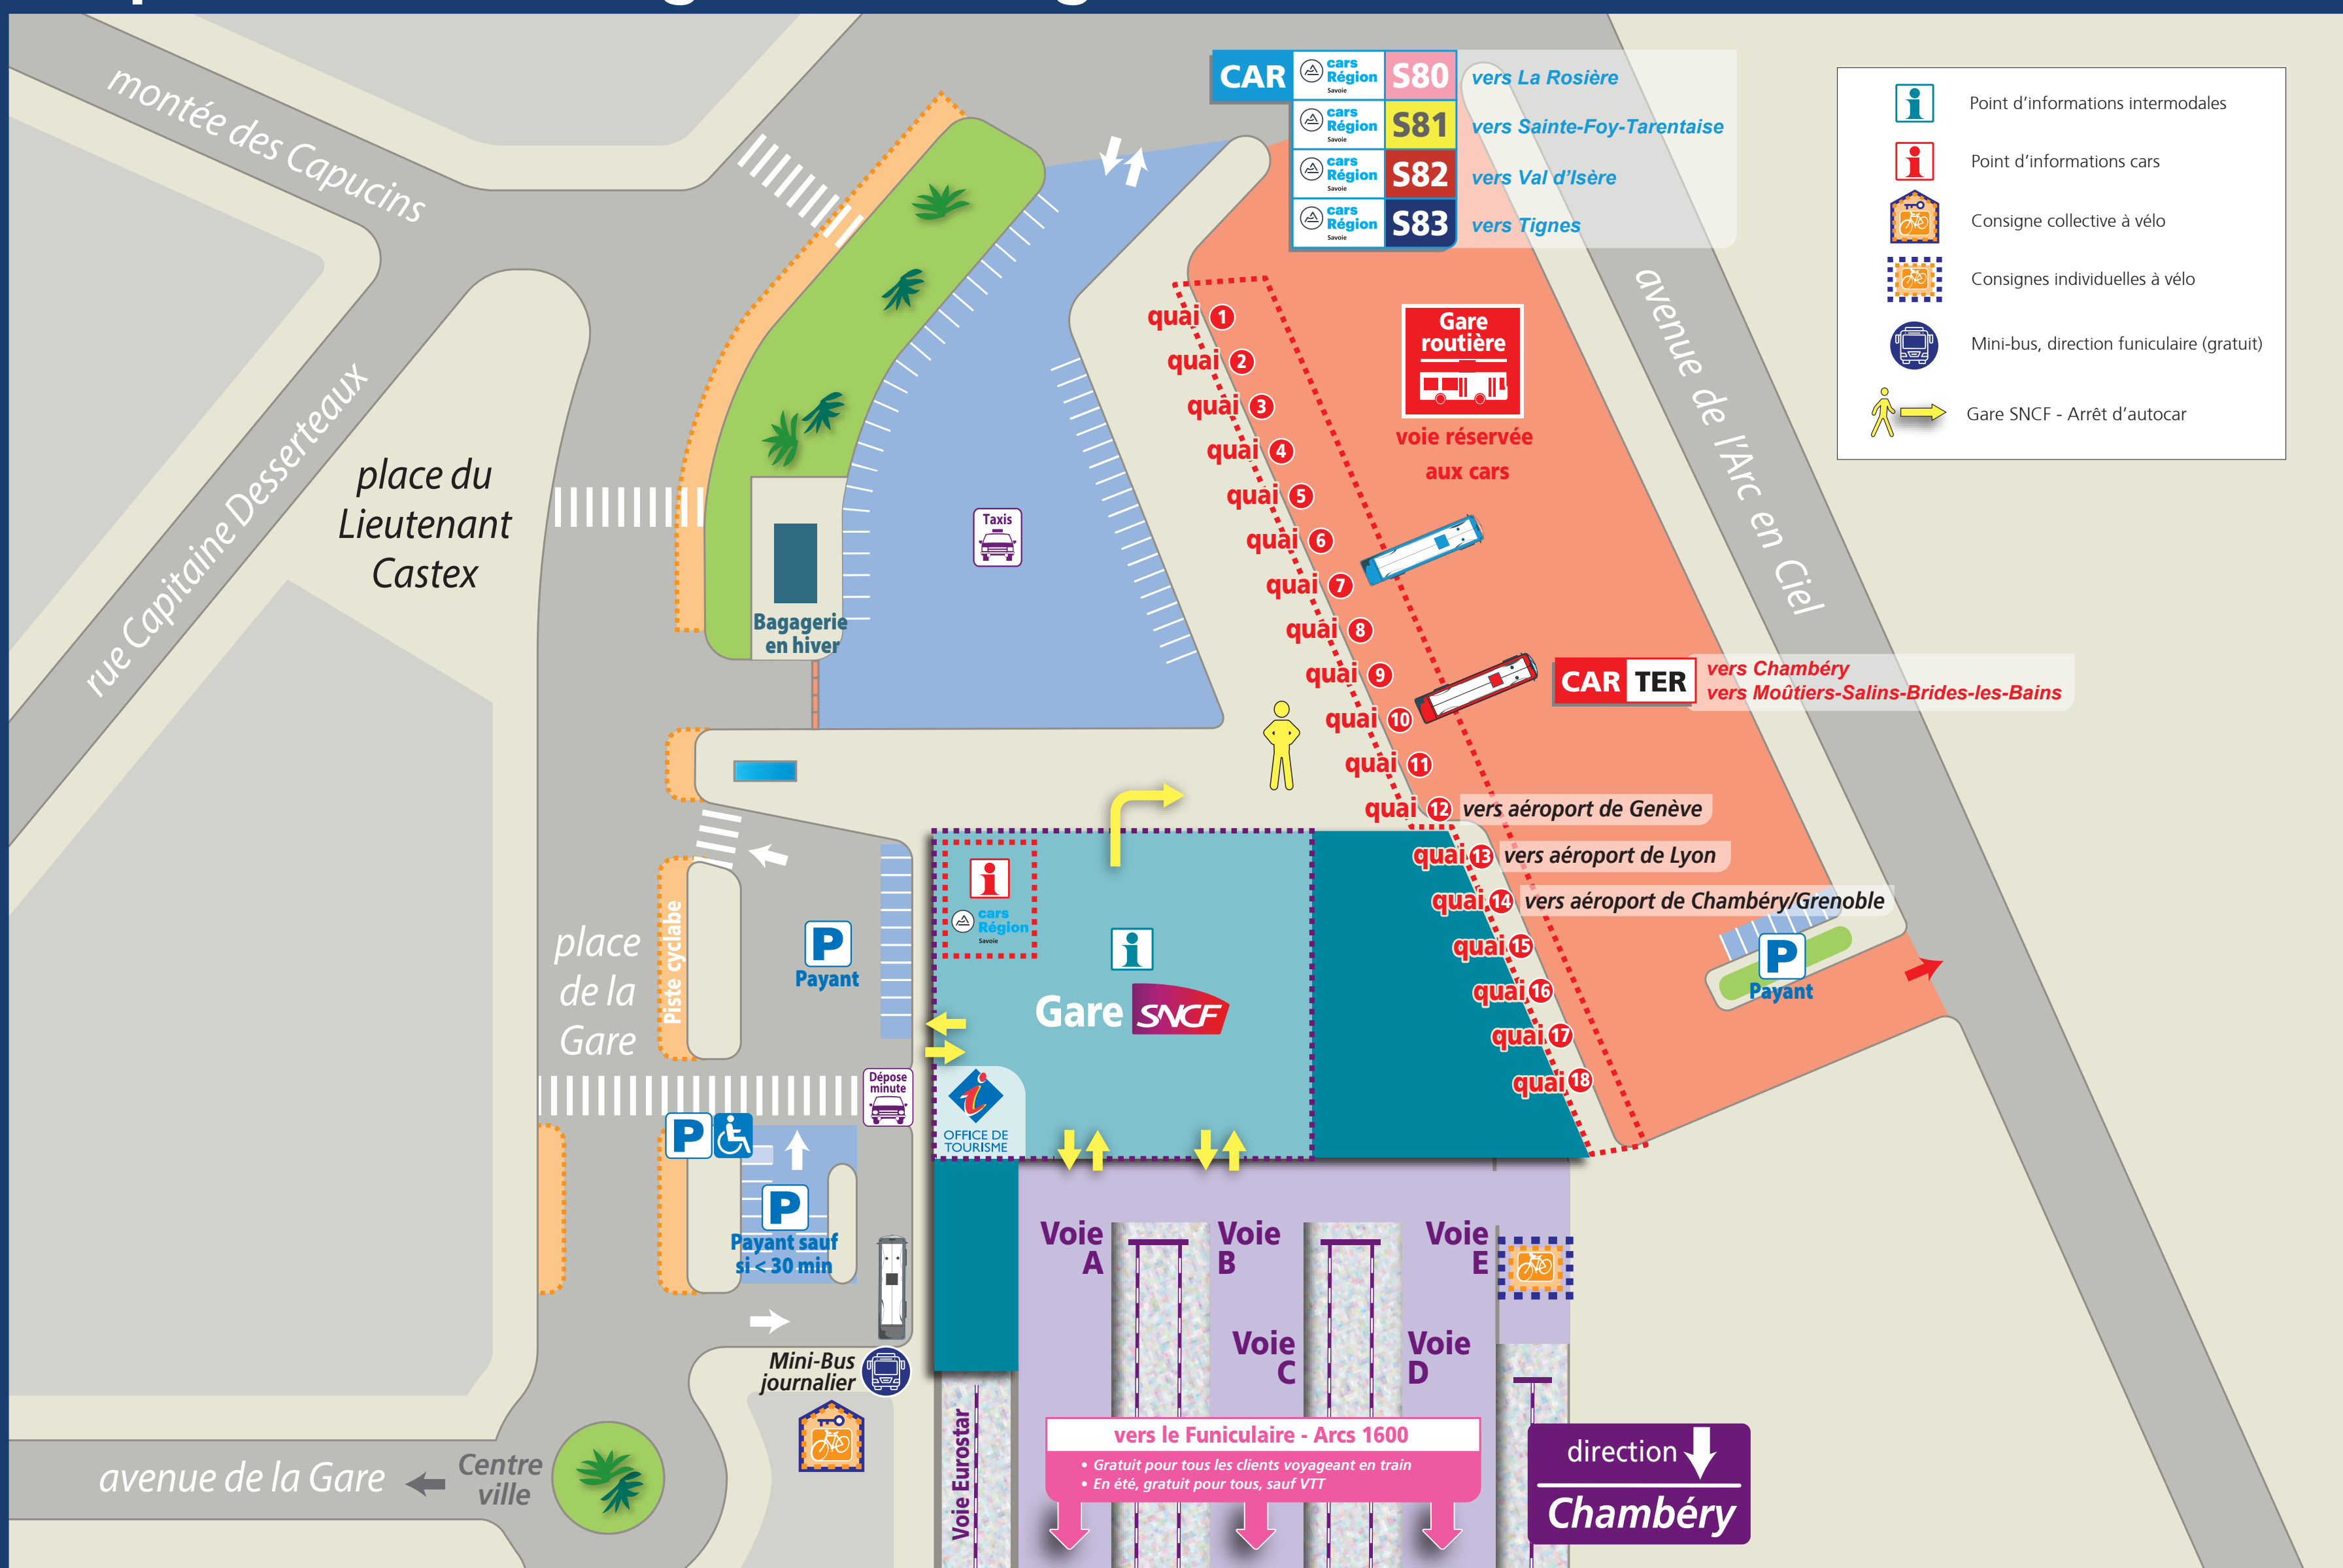 montée des Capucins
rue Capitaine Desserteaux
place du
Lieutenant
Castex
CAR
cars
Région
Savoie
S80
vers La Rosière
cars
Région
Savoie
S81
vers Sainte-Foy-Tarentaise
cars
Région
Savoie
S82
vers Val d'Isère
cars
Région
Savoie
S83
vers Tignes
avenue de l'Arc en Ciel
Point d'informations intermodales
Point d'informations cars
Consigne collective à vélo
Consignes individuelles à vélo
Mini-bus, direction funiculaire (gratuit)
Gare SNCF - Arrêt d'autocar
Gare
routière
voie réservée
aux cars
quai 1
quai 2
quai 3
quai 4
quai 5
quai 6
quai 7
quai 8
quai 9
quai 10
quai 11
quai 12 vers aéroport de Genève
quai 13 vers aéroport de Lyon
quai 14 vers aéroport de Chambéry/Grenoble
quai 15
quai 16
quai 17
quai 18
Taxis
Bagagerie
en hiver
CAR TER
vers Chambéry
vers Moûtiers-Salins-Brides-les-Bains
P
Payant
cars
Région
Savoie
Gare SNCF
OFFICE DE
TOURISME
place
de la
Gare
Piste cyclabe
P
Payant
Dépose
minute
P
P
Payant sauf
si < 30 min
Mini-Bus
journalier
avenue de la Gare
Centre
ville
Voie
A
Voie
B
Voie
C
Voie
D
Voie
E
Voie Eurostar
vers le Funiculaire - Arcs 1600
• Gratuit pour tous les clients voyageant en train
• En été, gratuit pour tous, sauf VTT
direction
Chambéry